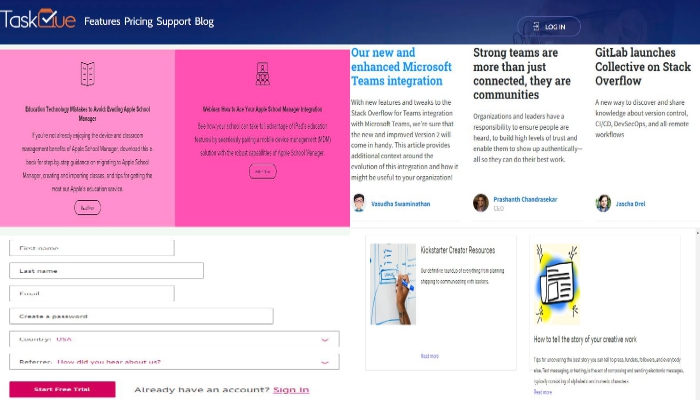 TaskQue Features Pricing Support Blog
LOG IN
Education Technology Mistakes to Avoid: Evading Apple School
Manager
If you're not already enjoying the device and classroom
management benefits of Apple School Manager, download this e-
book for step-by-step guidance on migrating to Apple School
Manager, creating and importing classes, and tips for getting the
most out Apple's education service.
Webinar: How to Ace Your Apple School Manager Integration
See how your school can take full advantage of iPad's education
features by seamlessly pairing a mobile device management (MDM)
solution with the robust capabilities of Apple School Manager.
Our new and
enhanced Microsoft
Teams integration
With new features and tweaks to the
Stack Overflow for Teams integration
with Microsoft Teams, we're sure that
the new and improved Version 2 will
come in handy. This article provides
additional context around the
evolution of this integration and how it
might be useful to your organization!
Vasudha Swaminathan
Strong teams are
more than just
connected, they are
communities
Organizations and leaders have a
responsibility to ensure people are
heard, to build high levels of trust and
enable them to show up authentically—
all so they can do their best work.
Prashanth Chandrasekar
CEO
GitLab launches
Collective on Stack
Overflow
A new way to discover and share
knowledge about version control,
CI/CD, DevSecOps, and all-remote
workflows
Jascha Drel
First name
Last name
Email
Create a password
Country: USA
Referrer: How did you hear about us?
Start Free Trial
Already have an account? Sign In
Kickstarter Creator Resources
Our definitive roundup of everything from planning
shipping to communicating with backers.
Read more
How to tell the story of your creative work
Tips for uncovering the best story you can tell to press, funders, followers, and everybody
else. Text messaging, or texting, is the act of composing and sending electronic messages,
typically consisting of alphabetic and numeric characters.
Read more